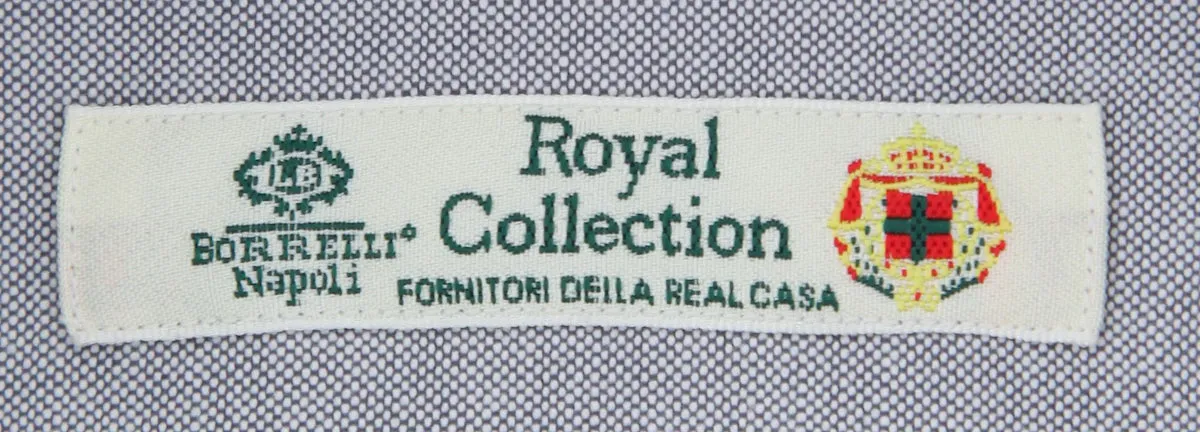 LB
BORRELLI
Napoli
Royal
Collection
FORNITORI DELLA REAL CASA